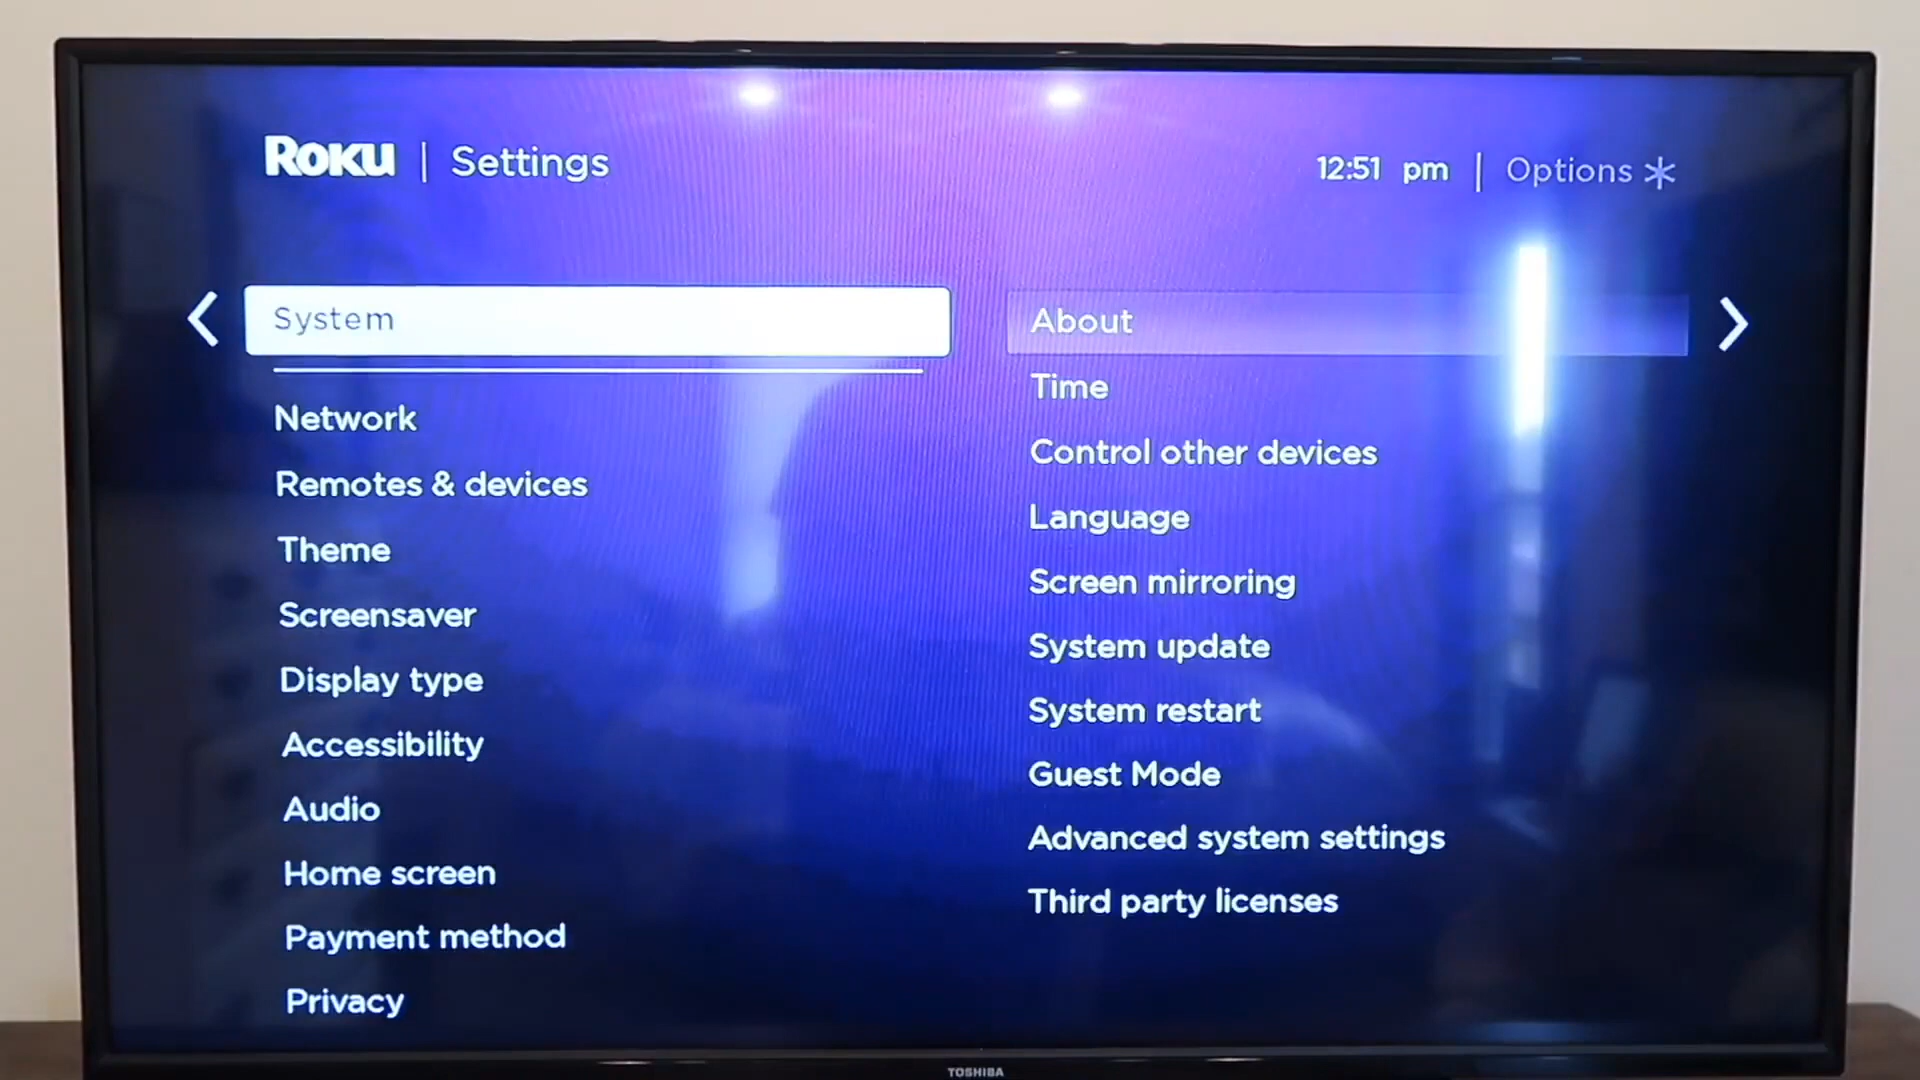 Roku | Settings
12:51 pm | Options *
System
Network
Remotes & devices
Theme
Screensaver
Display type
Accessibility
Audio
Home screen
Payment method
Privacy
About
Time
Control other devices
Language
Screen mirroring
System update
System restart
Guest Mode
Advanced system settings
Third party licenses
TOSHIBA